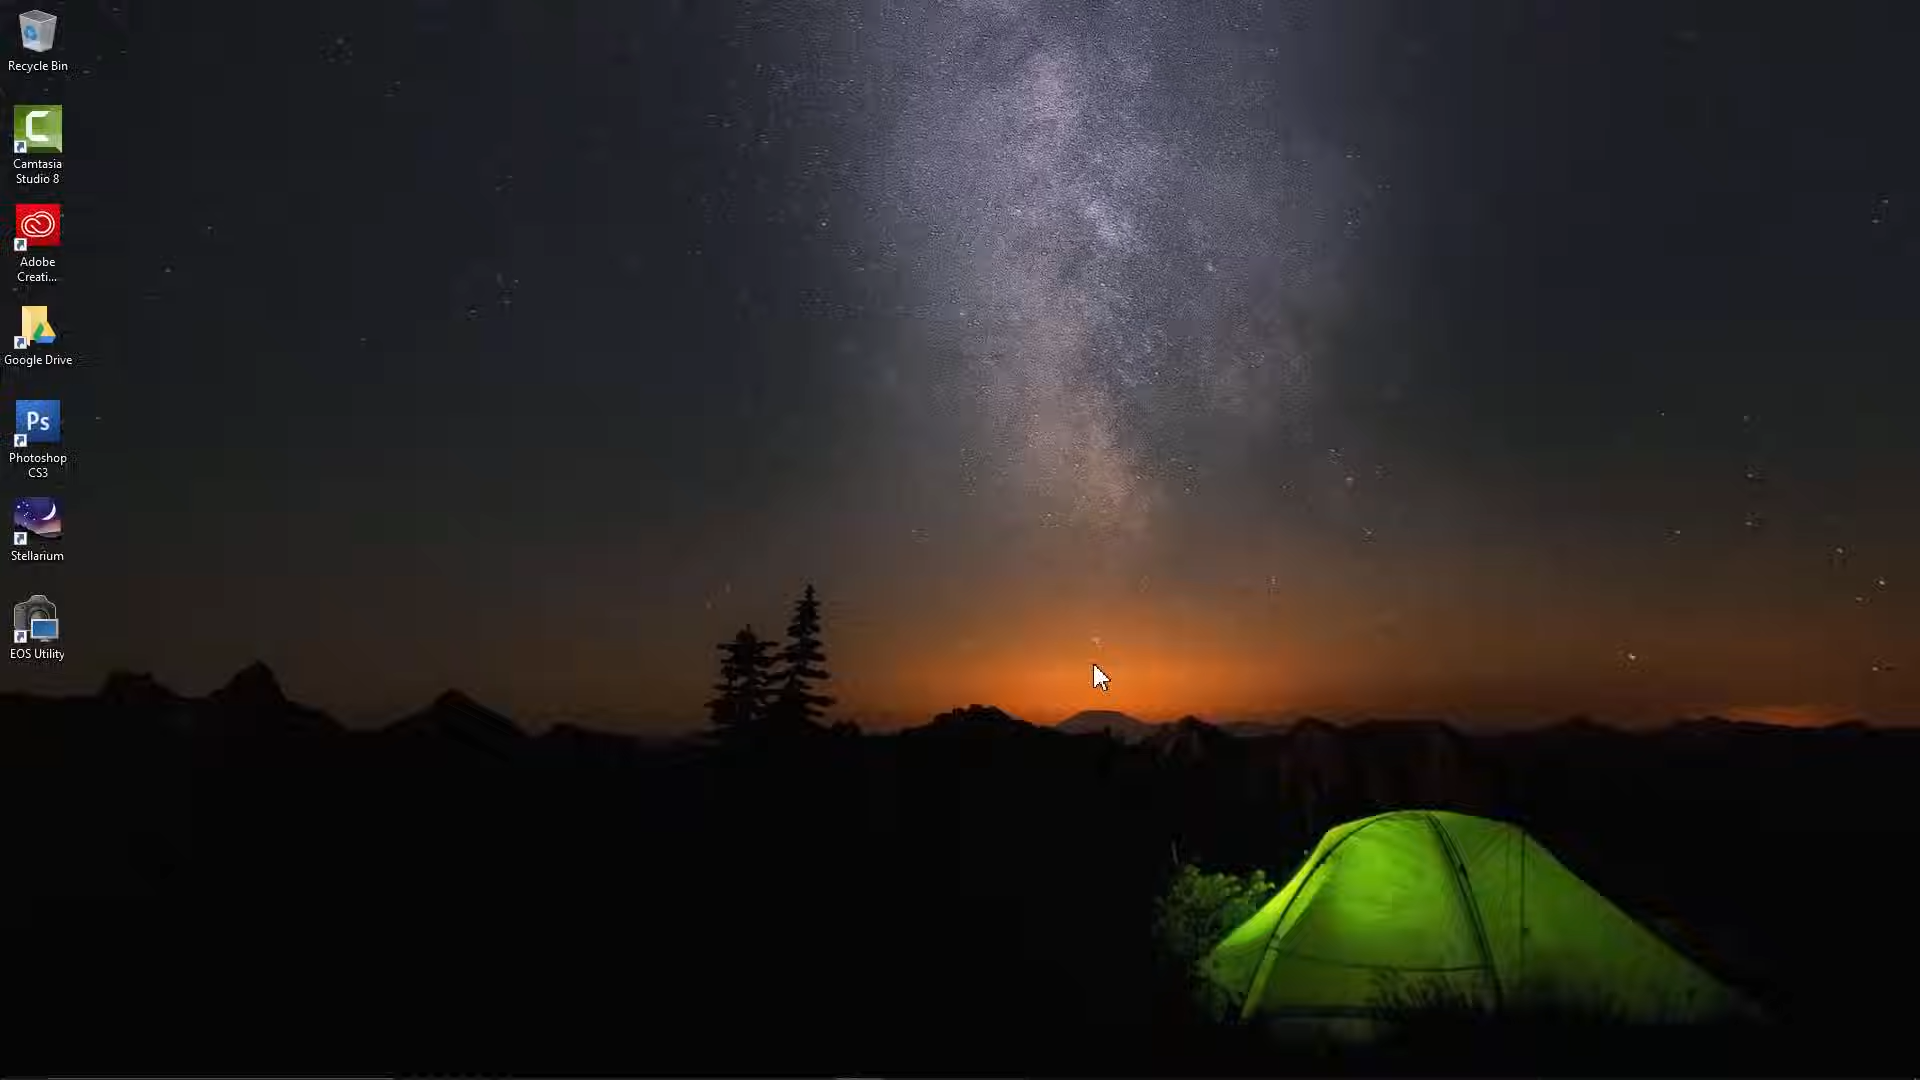 Recycle Bin
Camtasia
Studio 8
Adobe
Creati...
Google Drive
Ps
Photoshop
CS3
Stellarium
EOS Utility